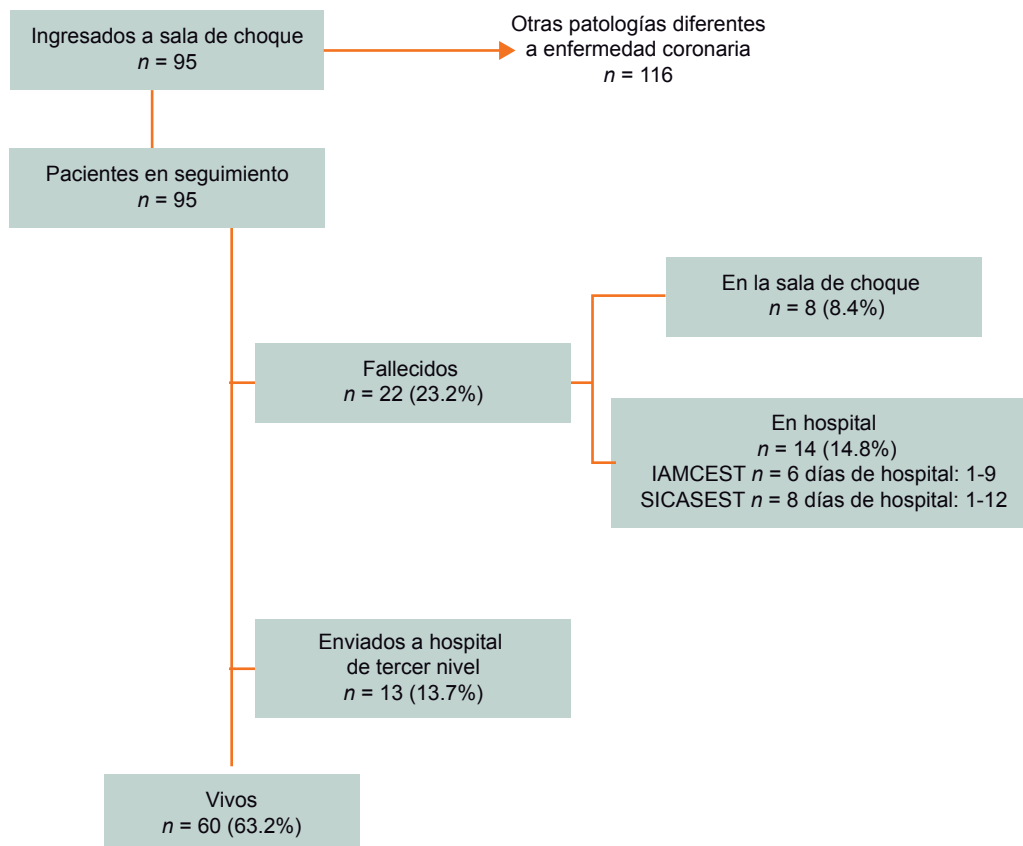 Ingresados a sala de choque
n = 95
Otras patologías diferentes
a enfermedad coronaria
n = 116
Pacientes en seguimiento
n = 95
En la sala de choque
n = 8 (8.4%)
Fallecidos
n = 22 (23.2%)
En hospital
n = 14 (14.8%)
IAMCEST n = 6 días de hospital: 1-9
SICASEST n = 8 días de hospital: 1-12
Enviados a hospital
de tercer nivel
n = 13 (13.7%)
Vivos
n = 60 (63.2%)